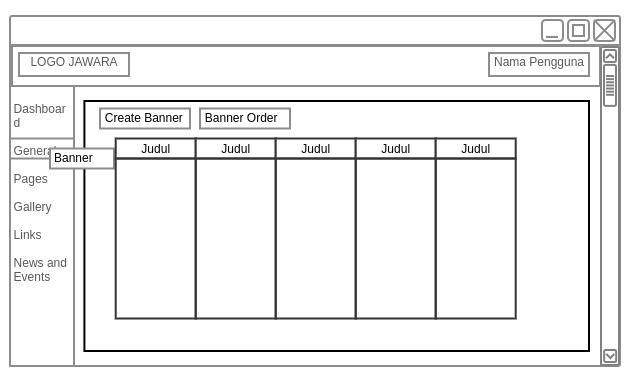 LOGO JAWARA
Nama Pengguna
Dashboar
d
General
Banner
Pages
Gallery
Links
News and
Events
Create Banner
Banner Order
Judul Judul Judul Judul Judul